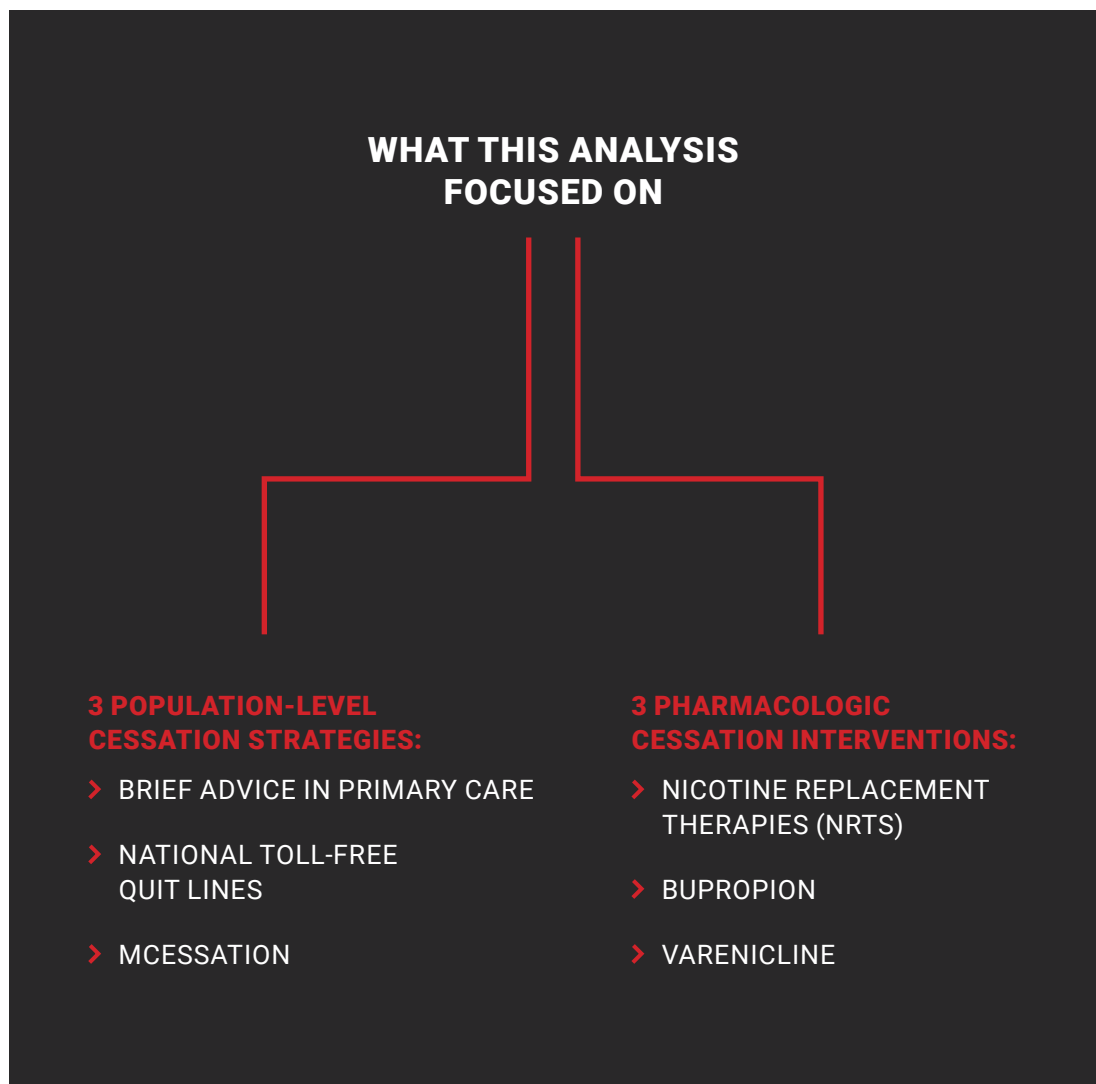 WHAT THIS ANALYSIS
FOCUSED ON
3 POPULATION-LEVEL
CESSATION STRATEGIES:
BRIEF ADVICE IN PRIMARY CARE
NATIONAL TOLL-FREE
QUIT LINES
MCESSATION
3 PHARMACOLOGIC
CESSATION INTERVENTIONS:
NICOTINE REPLACEMENT
THERAPIES (NRTS)
BUPROPION
VARENICLINE